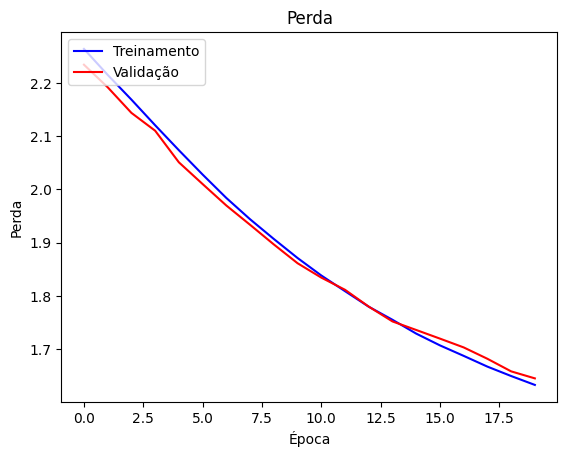 Perda
Treinamento
Validação
2.2
2.1
2.0
1.9
1.8
1.7
Perda
0.0 2.5 5.0 7.5 10.0 12.5 15.0 17.5
Época